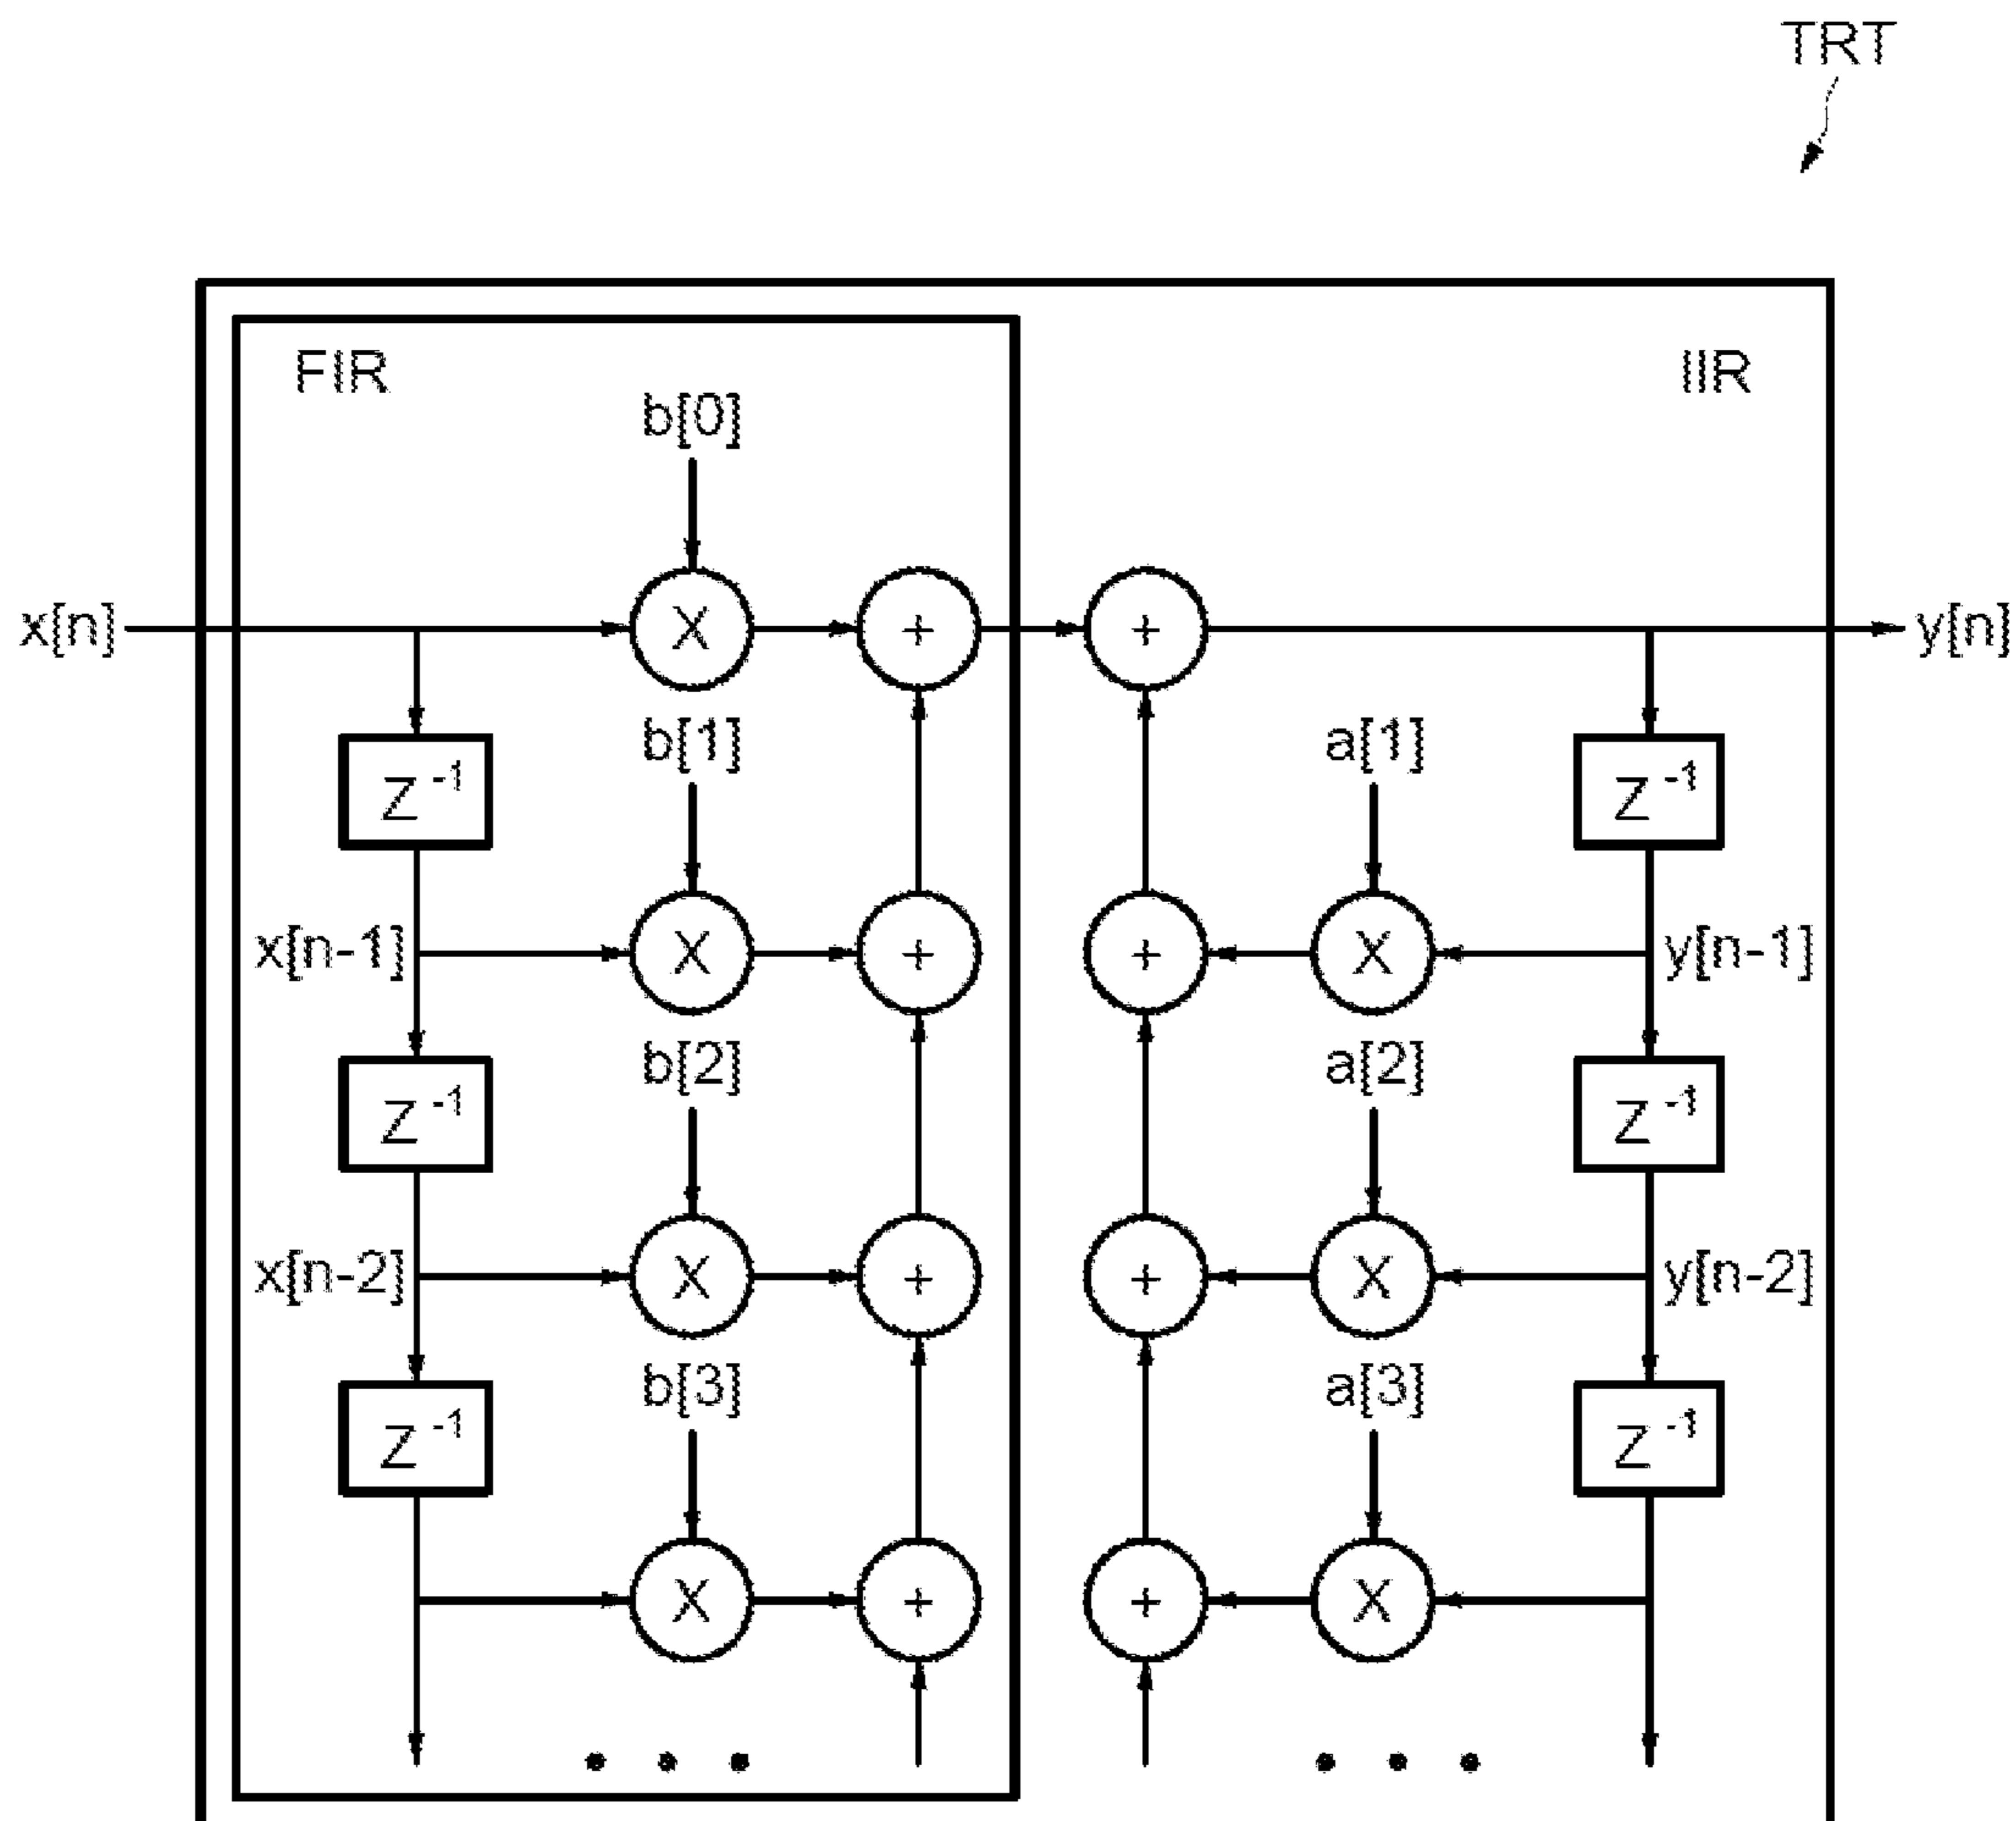 TRT
FIR
IIR
b[0]
x[n]
X
+
+
y[n]
b[1]
a[1]
Z⁻¹
Z⁻¹
x[n-1]
X
+
+
X
y[n-1]
b[2]
a[2]
Z⁻¹
Z⁻¹
x[n-2]
X
+
+
X
y[n-2]
b[3]
a[3]
Z⁻¹
Z⁻¹
X
+
+
X
• • •
• • •